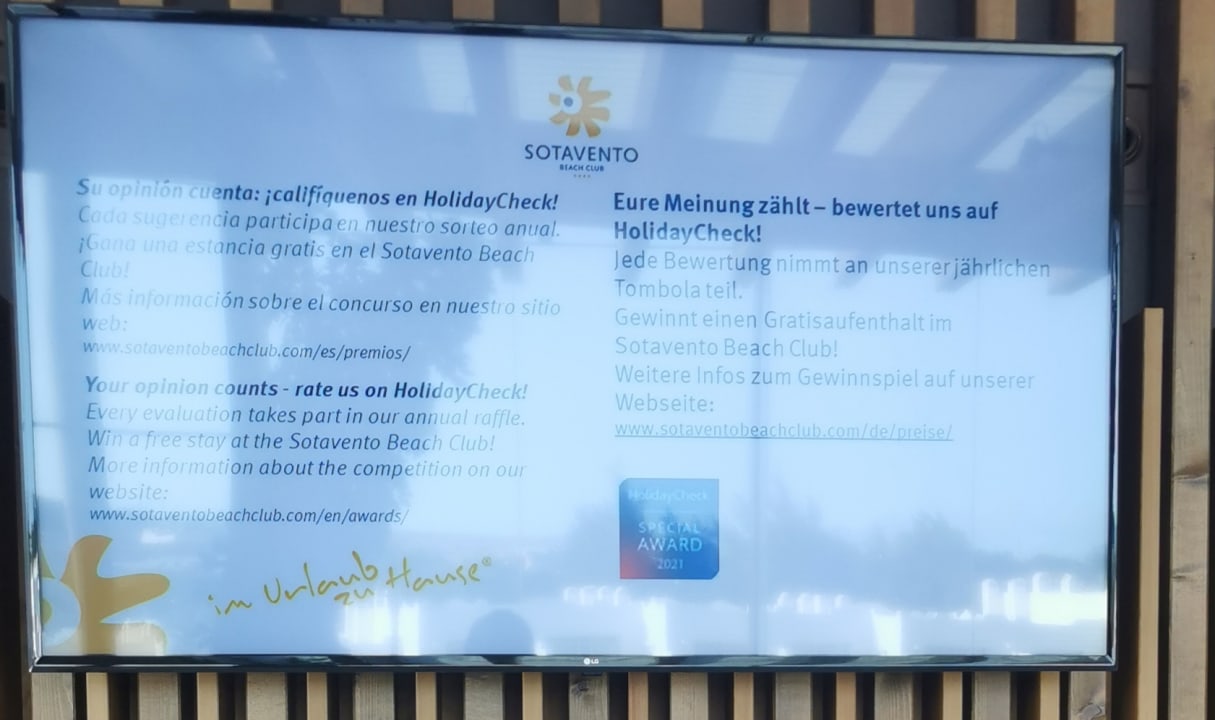 SOTAVENTO
BEACH CLUB
Su opinión cuenta: ¡califíquenos en HolidayCheck!
Cada sugerencia participa en nuestro sorteo anual.
¡Gana una estancia gratis en el Sotavento Beach
Club!
Más información sobre el concurso en nuestro sitio
web:
www.sotaventobeachclub.com/es/premios/
Your opinion counts - rate us on HolidayCheck!
Every evaluation takes part in our annual raffle.
Win a free stay at the Sotavento Beach Club!
More information about the competition on our
website:
www.sotaventobeachclub.com/en/awards/
im Urlaub
zu Hause®
Eure Meinung zählt – bewertet uns auf
HolidayCheck!
Jede Bewertung nimmt an unserer jährlichen
Tombola teil.
Gewinnt einen Gratisaufenthalt im
Sotavento Beach Club!
Weitere Infos zum Gewinnspiel auf unserer
Webseite:
www.sotaventobeachclub.com/de/preise/
HolidayCheck
SPECIAL
AWARD
2021
LG